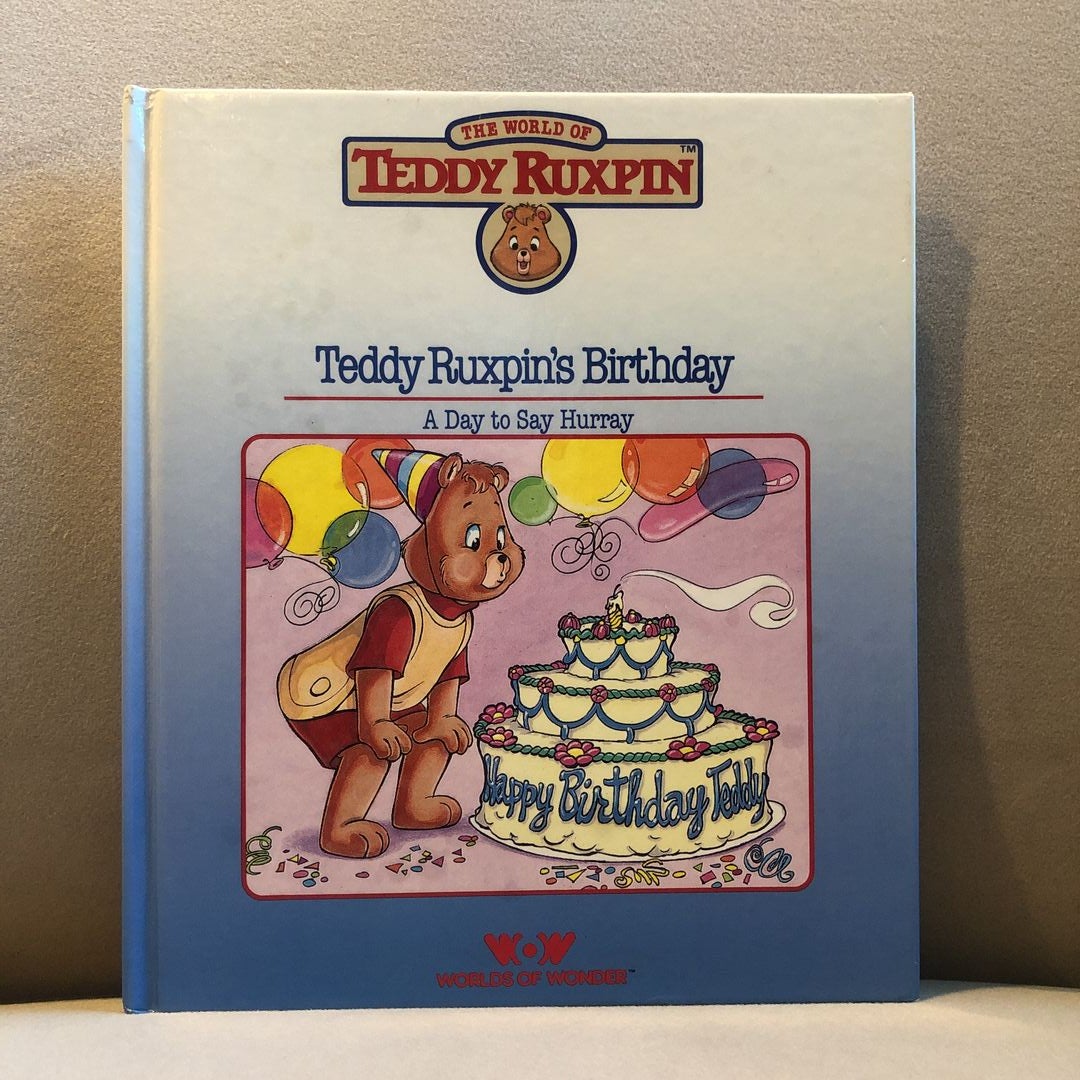 THE WORLD OF
TEDDY RUXPIN™
Teddy Ruxpin's Birthday
A Day to Say Hurray
Happy Birthday Teddy
WOW
WORLDS OF WONDER™